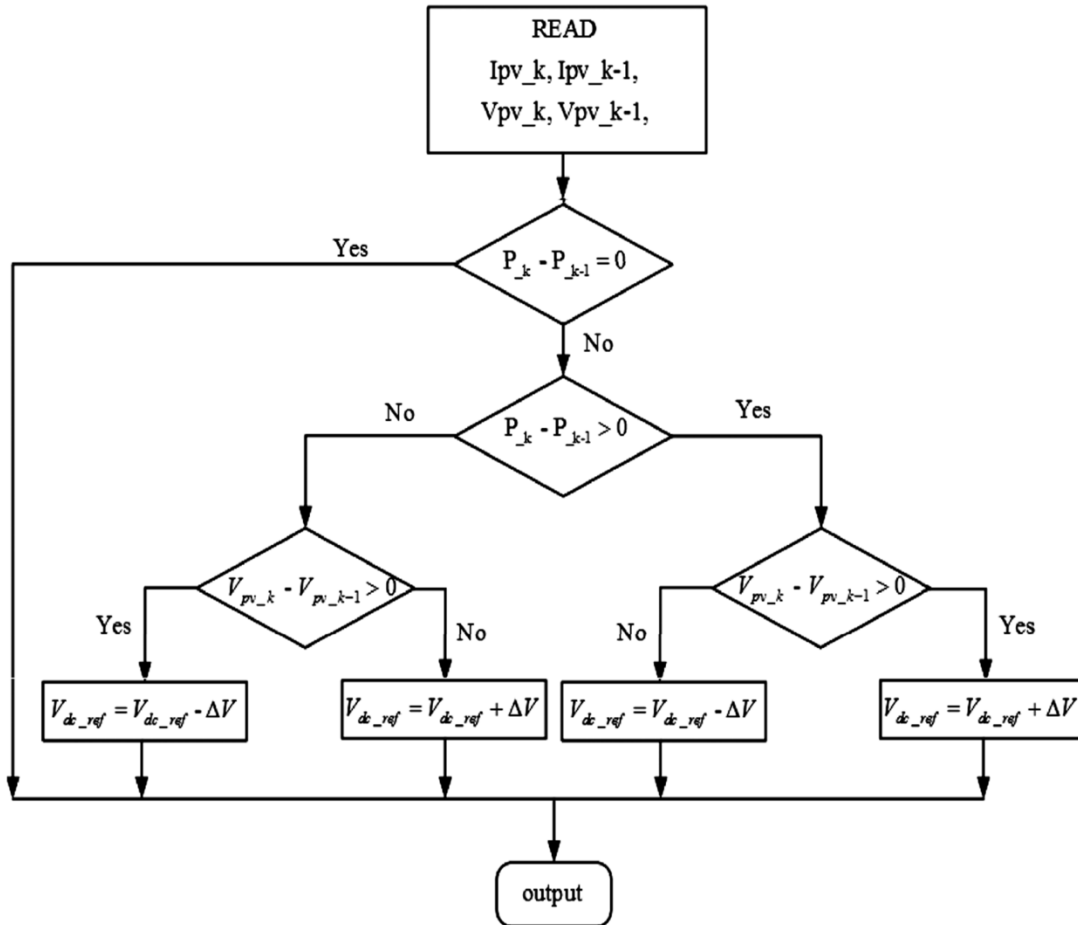 READ
Ipv_k, Ipv_k-1,
Vpv_k, Vpv_k-1,
Yes
P_k - P_k-1 = 0
No
No
P_k - P_k-1 > 0
Yes
V_pv_k - V_pv_k-1 > 0
V_pv_k - V_pv_k-1 > 0
Yes
No
No
Yes
V_dc_ref = V_dc_ref - ΔV
V_dc_ref = V_dc_ref + ΔV
V_dc_ref = V_dc_ref - ΔV
V_dc_ref = V_dc_ref + ΔV
output